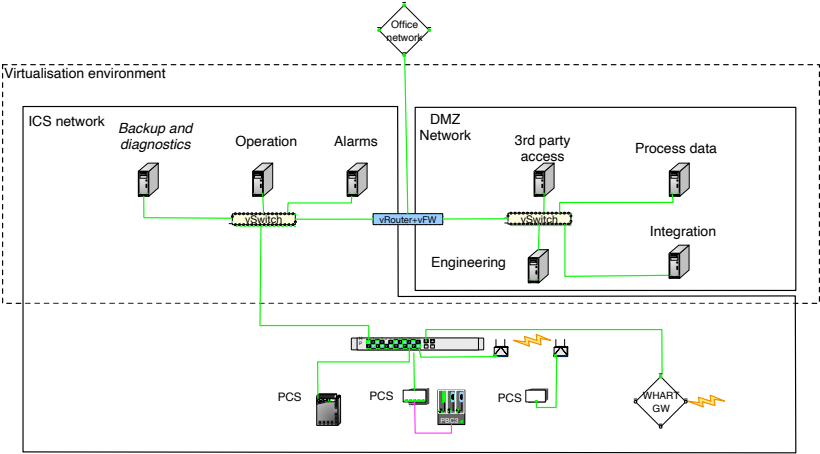 Office
network
Virtualisation environment
ICS network
Backup and
diagnostics
Operation
Alarms
DMZ
Network
3rd party
access
Process data
vSwitch
vRouter+vFW
vSwitch
Engineering
Integration
PCS
PCS
PCS
WHART
GW